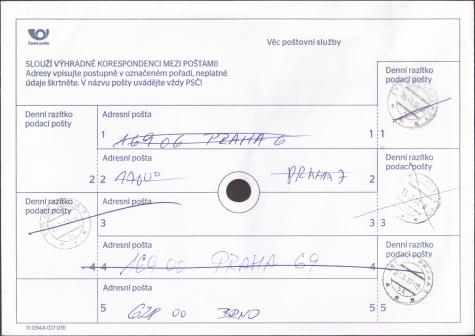 Česká pošta
Věc poštovní služby
SLOUŽÍ VÝHRADNĚ KORESPONDENCI MEZI POŠTAMI!
Adresy vpisujte postupně v označeném pořadí, neplatné
údaje škrtněte. V názvu pošty uvádějte vždy PSČ!
Denní razítko
podací pošty
Denní razítko
podací pošty
Adresní pošta
1 169 06 PRAHA 6 1 1
Adresní pošta
Denní razítko
podací pošty
2 2 17000 PRAHA 7 2 2
Denní razítko
podací pošty
Adresní pošta
3 3 3
Adresní pošta
Denní razítko
podací pošty
4 4 169 00 PRAHA 69 4
Adresní pošta
5 00 BRNO 5 5
11-094A (07-09)